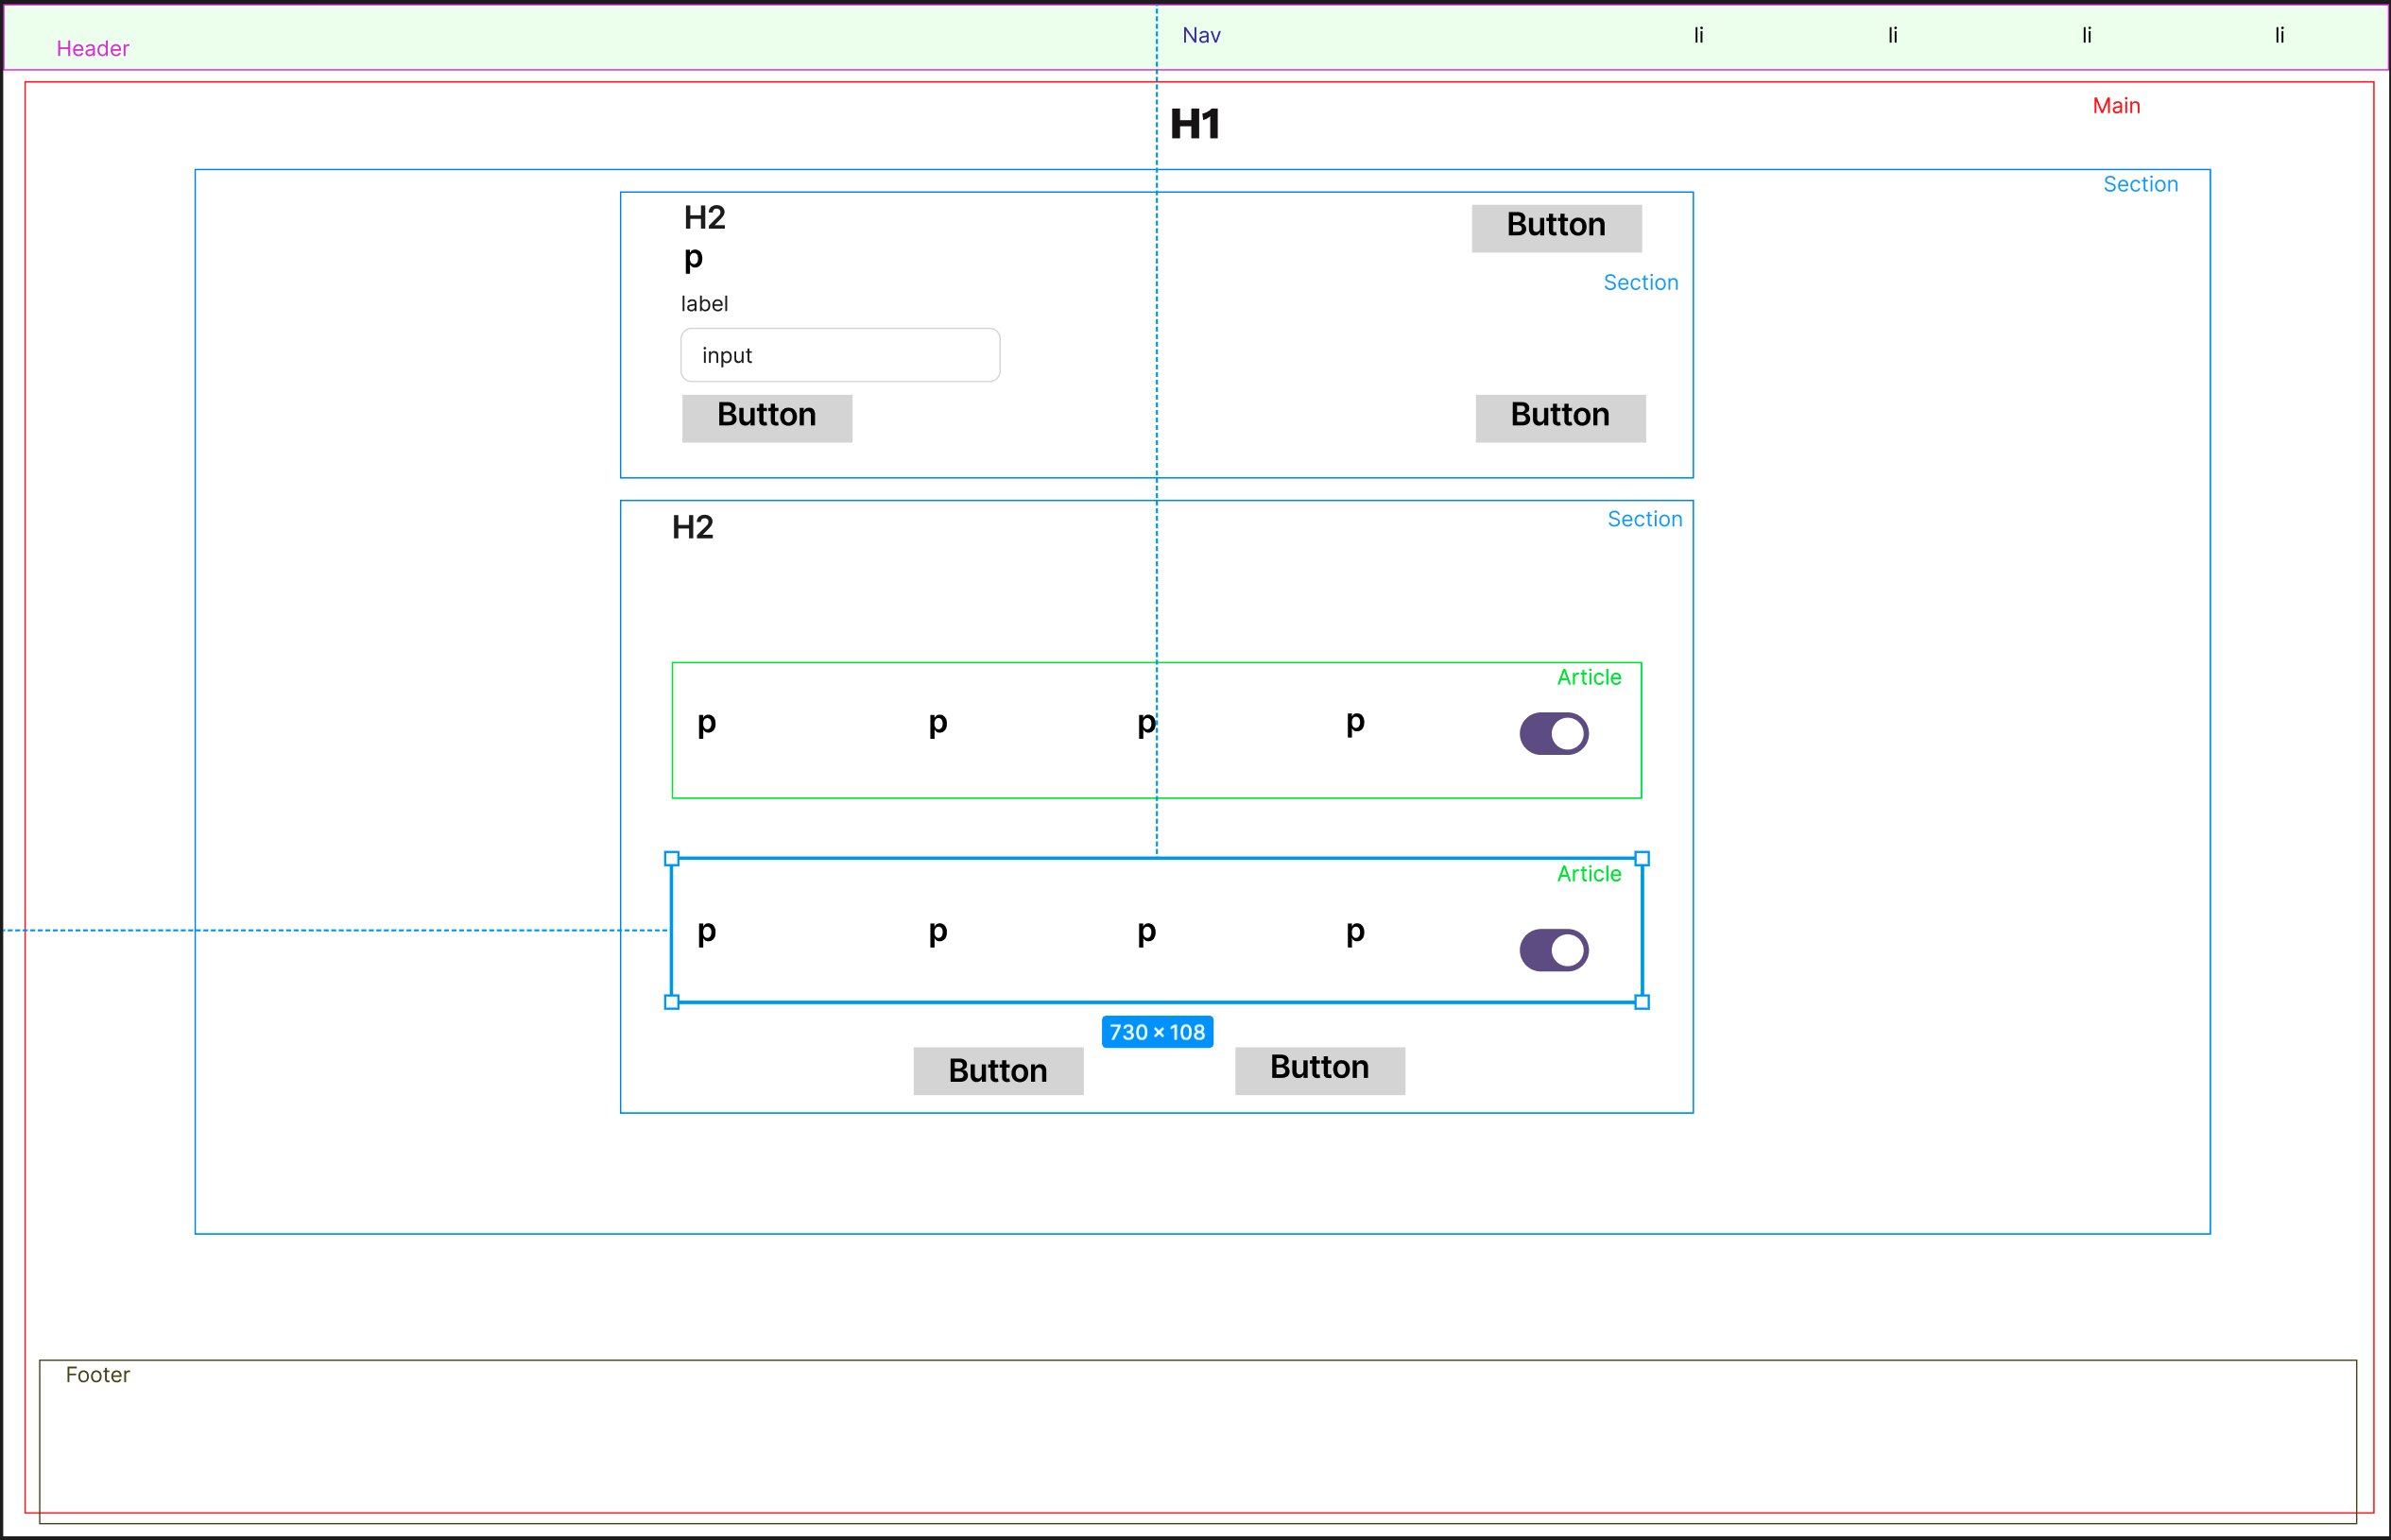 Header
Nav li li li li
Main
H1
Section
H2 Button
p
Section
label
input
Button Button
H2 Section
Article
p p p p
Article
p p p p
730 × 108
Button Button
Footer